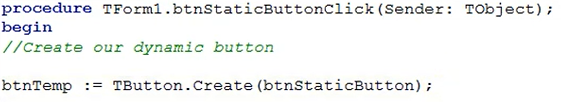 procedure TForm1.btnStaticButtonClick(Sender: TObject);
begin
//Create our dynamic button
btnTemp := TButton.Create(btnStaticButton);